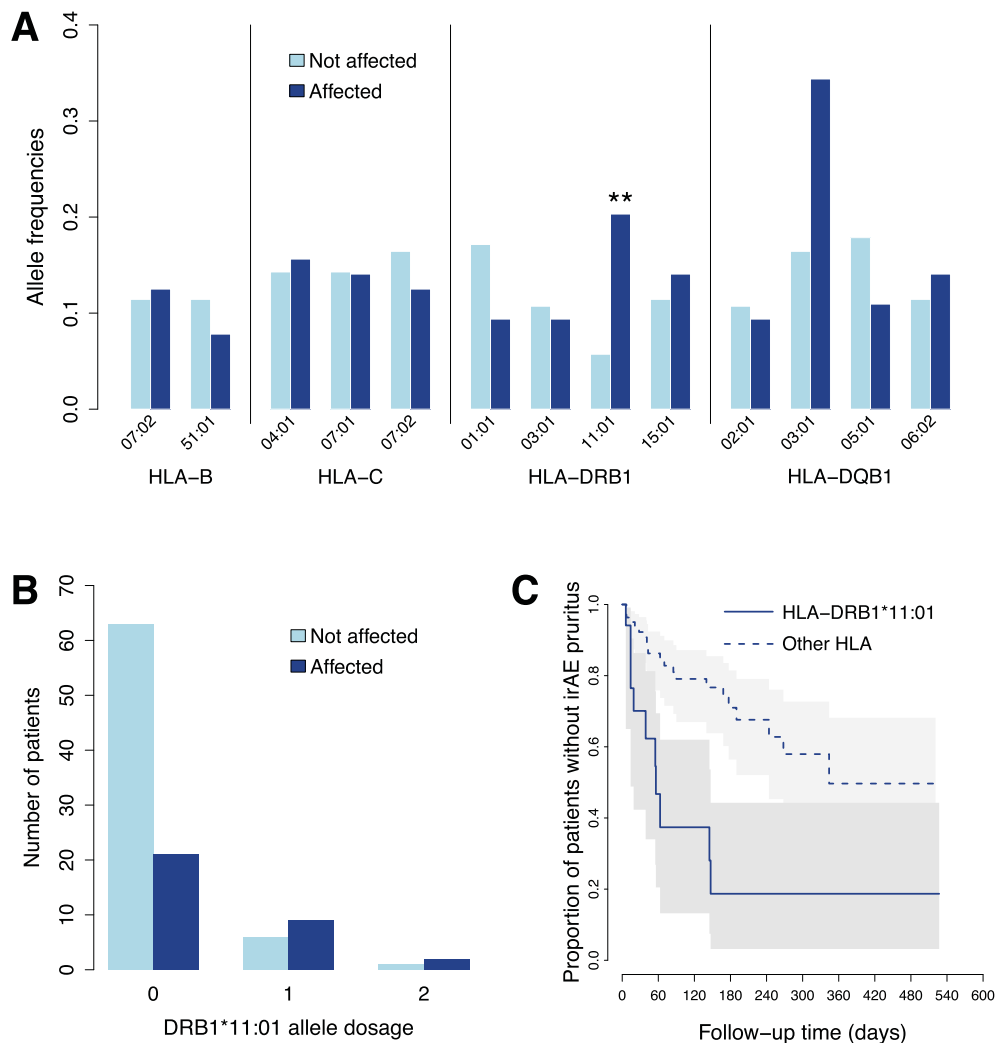 A
Allele frequencies
0.4
0.3
0.2
0.1
0.0
Not affected
Affected
**
07:02
51:01
04:01
07:01
07:02
01:01
03:01
11:01
15:01
02:01
03:01
05:01
06:02
HLA−B
HLA−C
HLA−DRB1
HLA−DQB1
B
Number of patients
70
60
50
40
30
20
10
0
Not affected
Affected
0
1
2
DRB1*11:01 allele dosage
C
Proportion of patients without irAE pruritus
1.0
0.8
0.6
0.4
0.2
0.0
HLA−DRB1*11:01
Other HLA
0
60
120
180
240
300
360
420
480
540
600
Follow−up time (days)